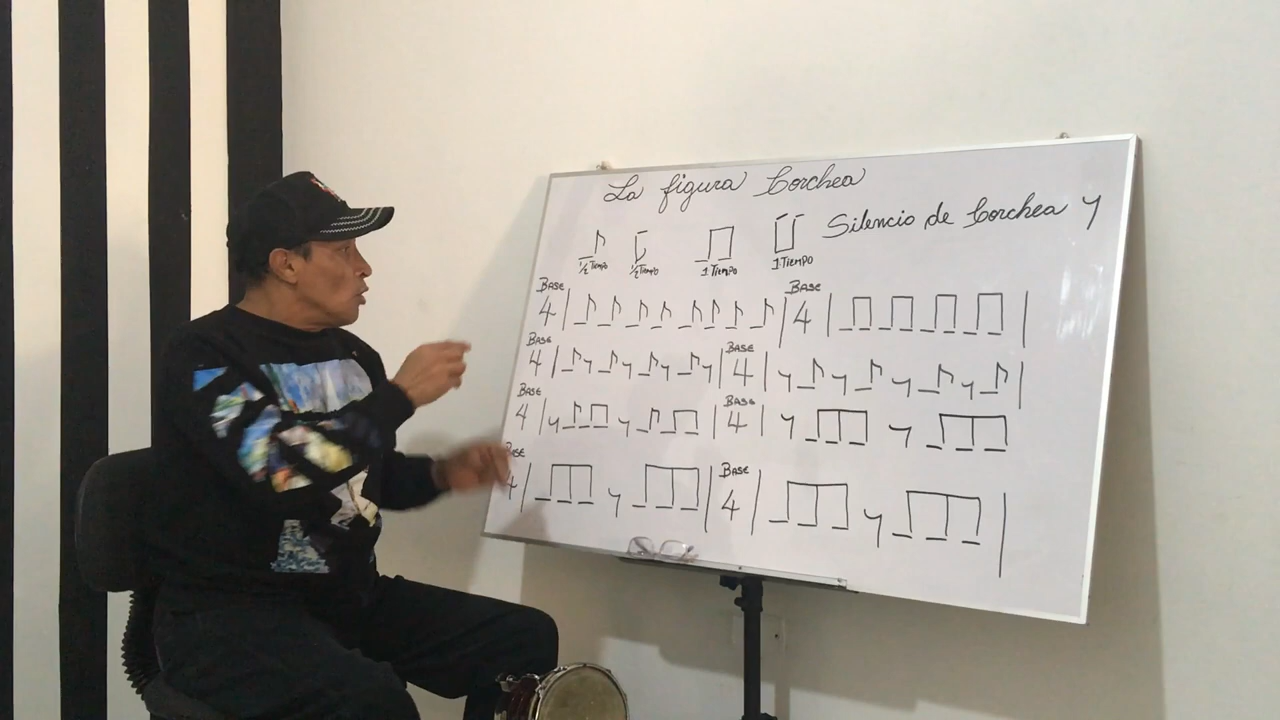 La figura Corchea
Silencio de Corchea
1/2 TIEMPO 1/2 TIEMPO 1 TIEMPO 1 TIEMPO
BASE BASE
4 4
BASE BASE
4 4
BASE BASE
4 4
BASE BASE
4 4